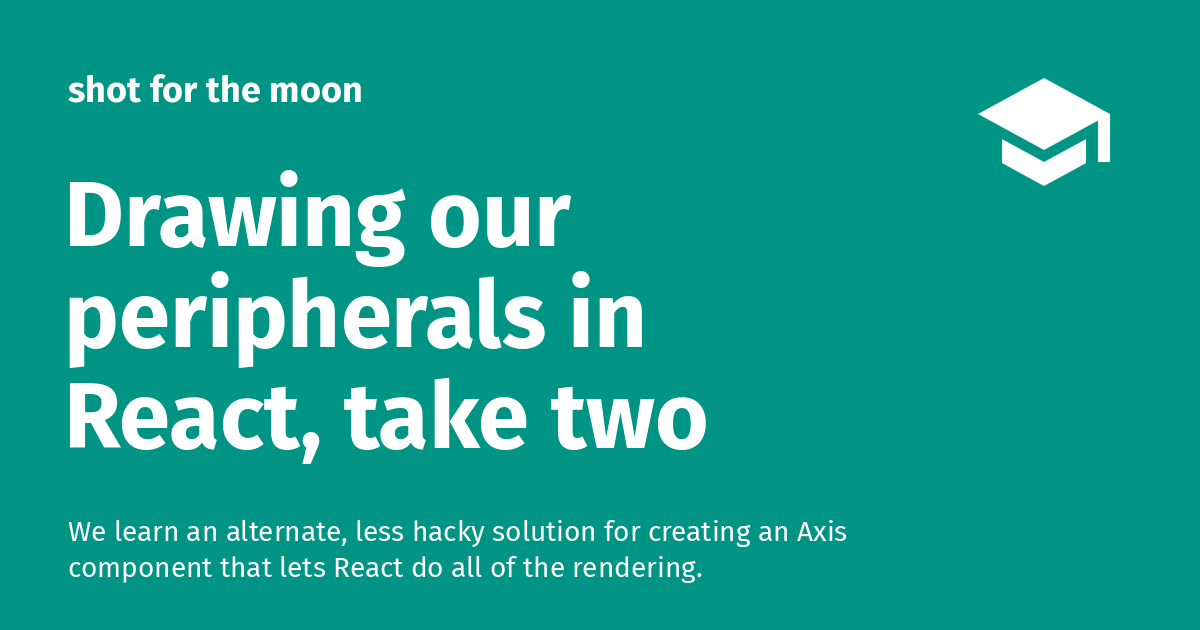 shot for the moon
Drawing our
peripherals in
React, take two
We learn an alternate, less hacky solution for creating an Axis
component that lets React do all of the rendering.